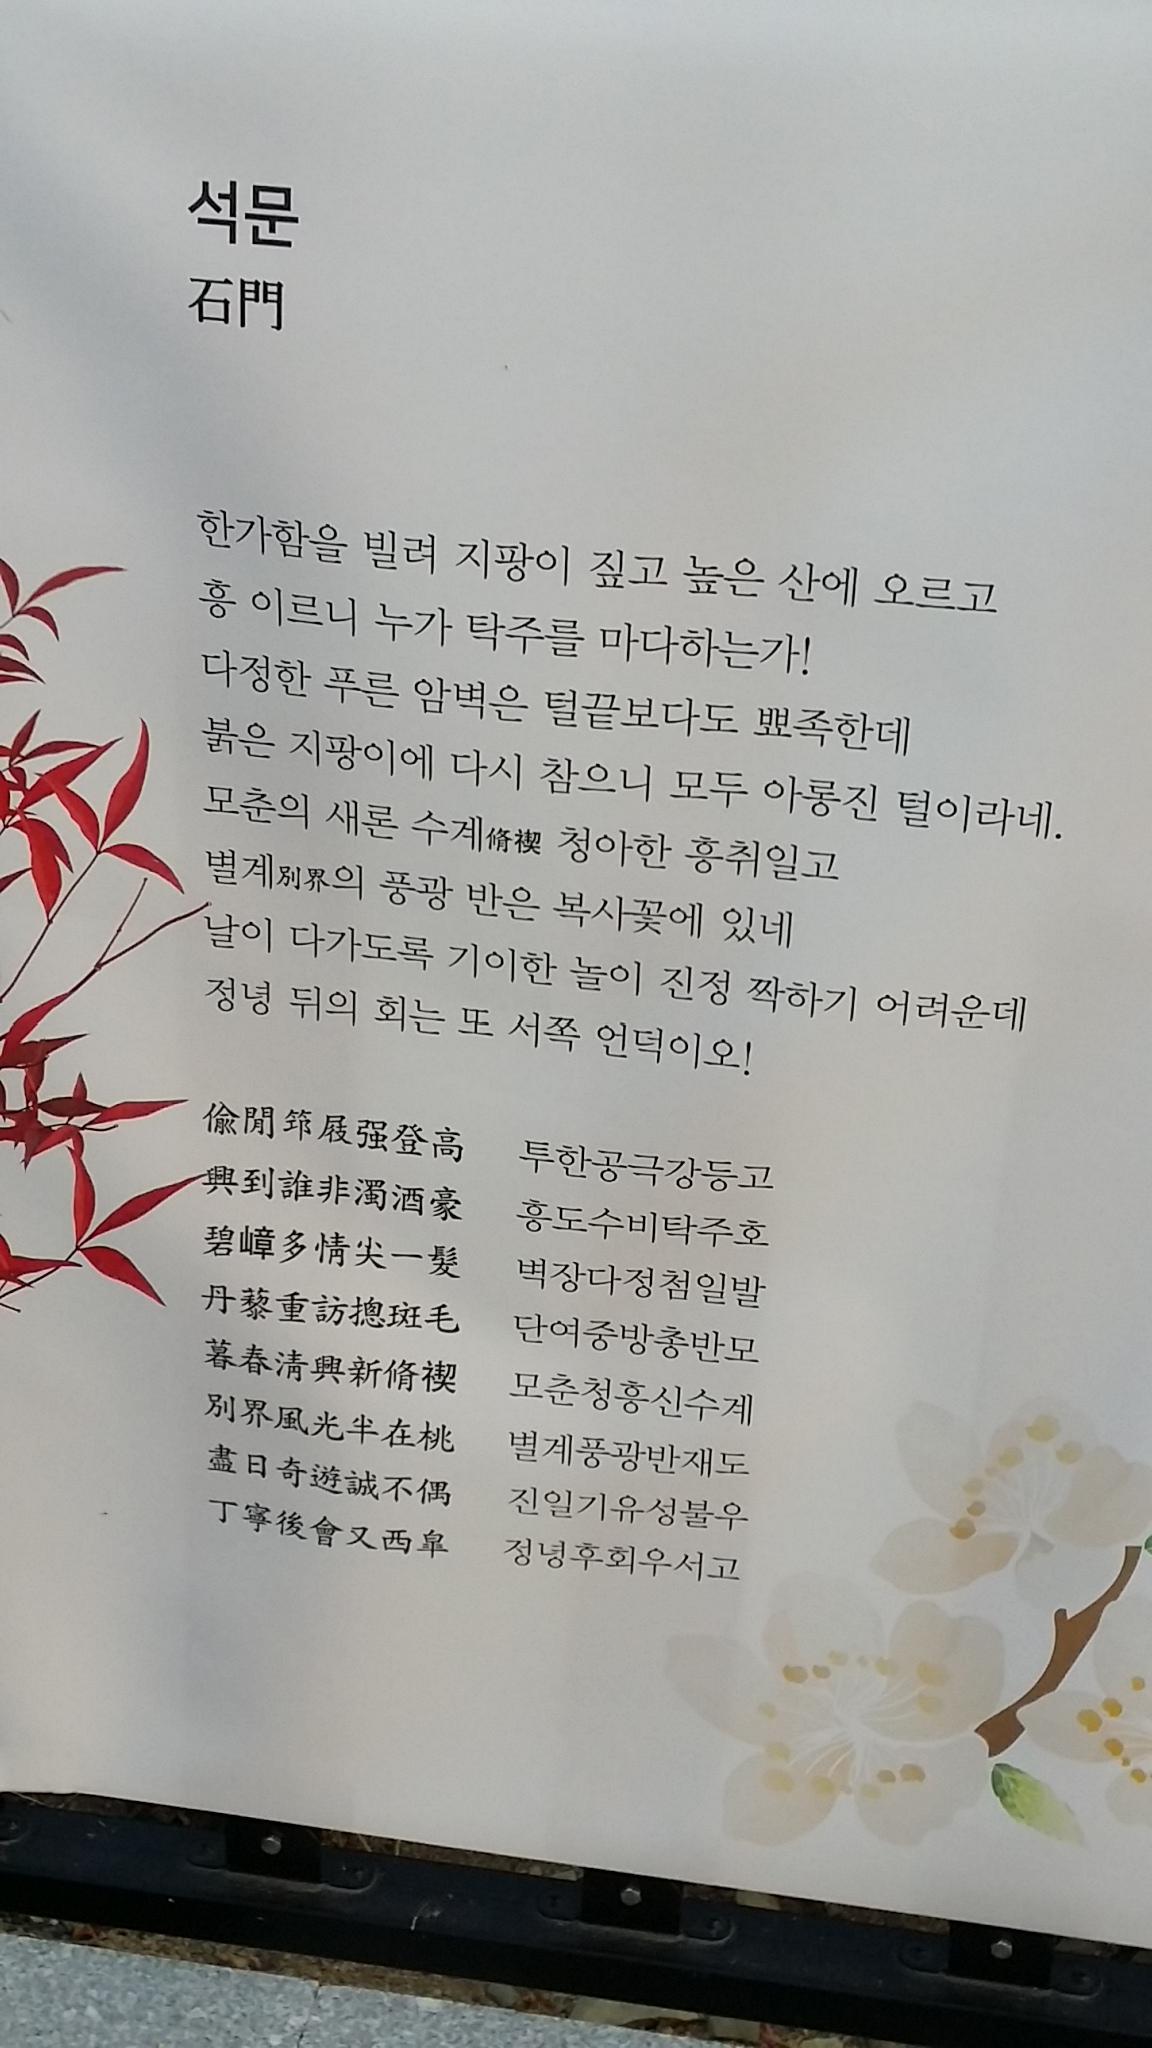 석문
石門
한가함을 빌려 지팡이 짚고 높은 산에 오르고
흥 이르니 누가 탁주를 마다하는가!
다정한 푸른 암벽은 털끝보다도 뾰족한데
붉은 지팡이에 다시 참으니 모두 아롱진 털이라네.
모춘의 새론 수계脩禊 청아한 흥취일고
별계別界의 풍광 반은 복사꽃에 있네
날이 다가도록 기이한 놀이 진정 짝하기 어려운데
정녕 뒤의 회는 또 서쪽 언덕이오!
偸閒筇屐强登高 투한공극강등고
興到誰非濁酒豪 흥도수비탁주호
碧嶂多情尖一髮 벽장다정첨일발
丹藜重訪摠斑毛 단여중방총반모
暮春淸興新脩禊 모춘청흥신수계
別界風光半在桃 별계풍광반재도
盡日奇遊誠不偶 진일기유성불우
丁寧後會又西皐 정녕후회우서고